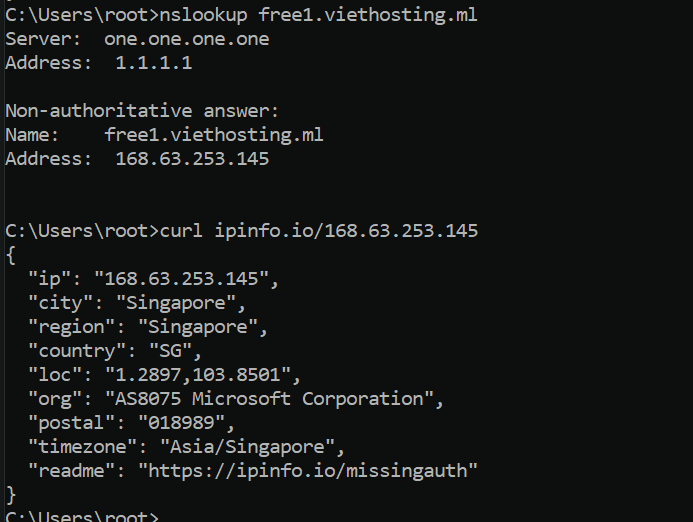 C:\Users\root>nslookup free1.viethosting.ml
Server:  one.one.one.one
Address:  1.1.1.1

Non-authoritative answer:
Name:    free1.viethosting.ml
Address:  168.63.253.145

C:\Users\root>curl ipinfo.io/168.63.253.145
{
  "ip": "168.63.253.145",
  "city": "Singapore",
  "region": "Singapore",
  "country": "SG",
  "loc": "1.2897,103.8501",
  "org": "AS8075 Microsoft Corporation",
  "postal": "018989",
  "timezone": "Asia/Singapore",
  "readme": "https://ipinfo.io/missingauth"
}
C:\Users\root>